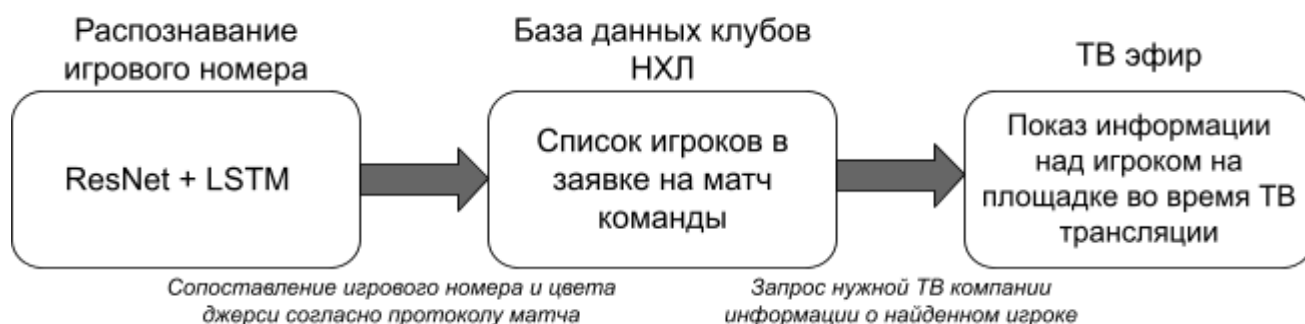 Распознавание
игрового номера
ResNet + LSTM
База данных клубов
НХЛ
Список игроков в
заявке на матч
команды
ТВ эфир
Показ информации
над игроком на
площадке во время ТВ
трансляции
Сопоставление игрового номера и цвета
джерси согласно протоколу матча
Запрос нужной ТВ компании
информации о найденном игроке